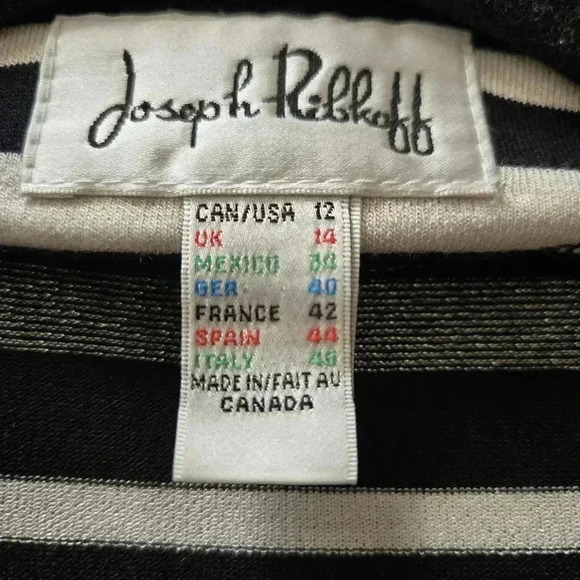 Joseph Ribkoff
CAN/USA 12
UK 14
MEXICO 34
GER 40
FRANCE 42
SPAIN 44
ITALY 46
MADE IN/FAIT AU
CANADA